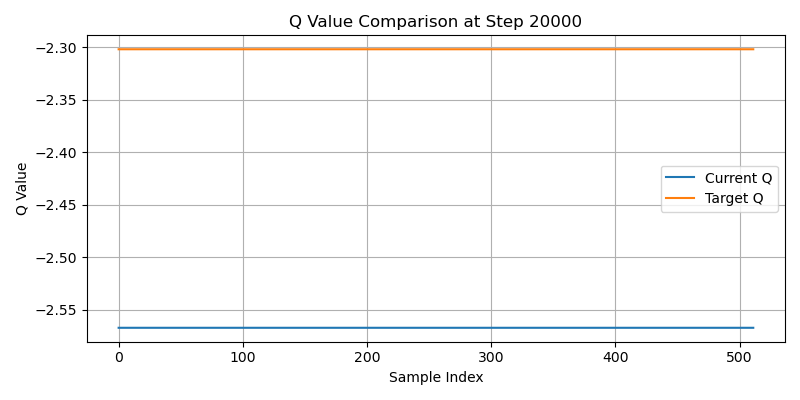 Q Value Comparison at Step 20000
Q Value
−2.30
−2.35
−2.40
−2.45
−2.50
−2.55
Current Q
Target Q
0
100
200
300
400
500
Sample Index